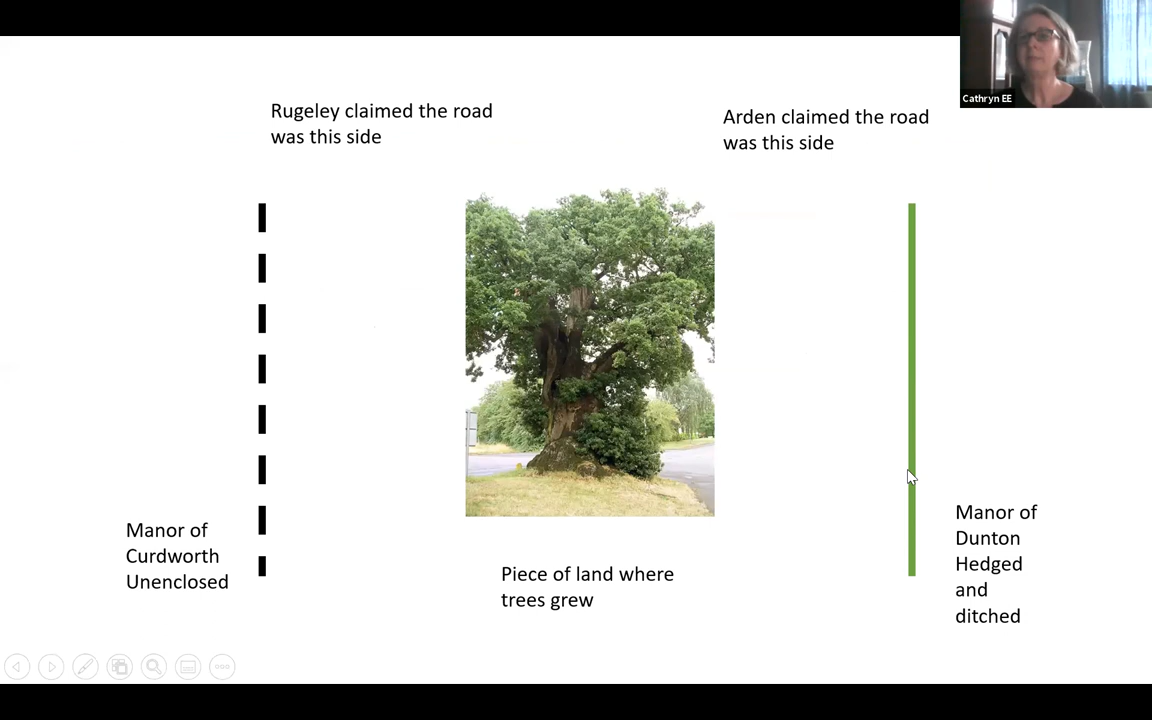 Cathryn EE
Rugeley claimed the road
was this side
Arden claimed the road
was this side
Manor of
Curdworth
Unenclosed
Piece of land where
trees grew
Manor of
Dunton
Hedged
and
ditched